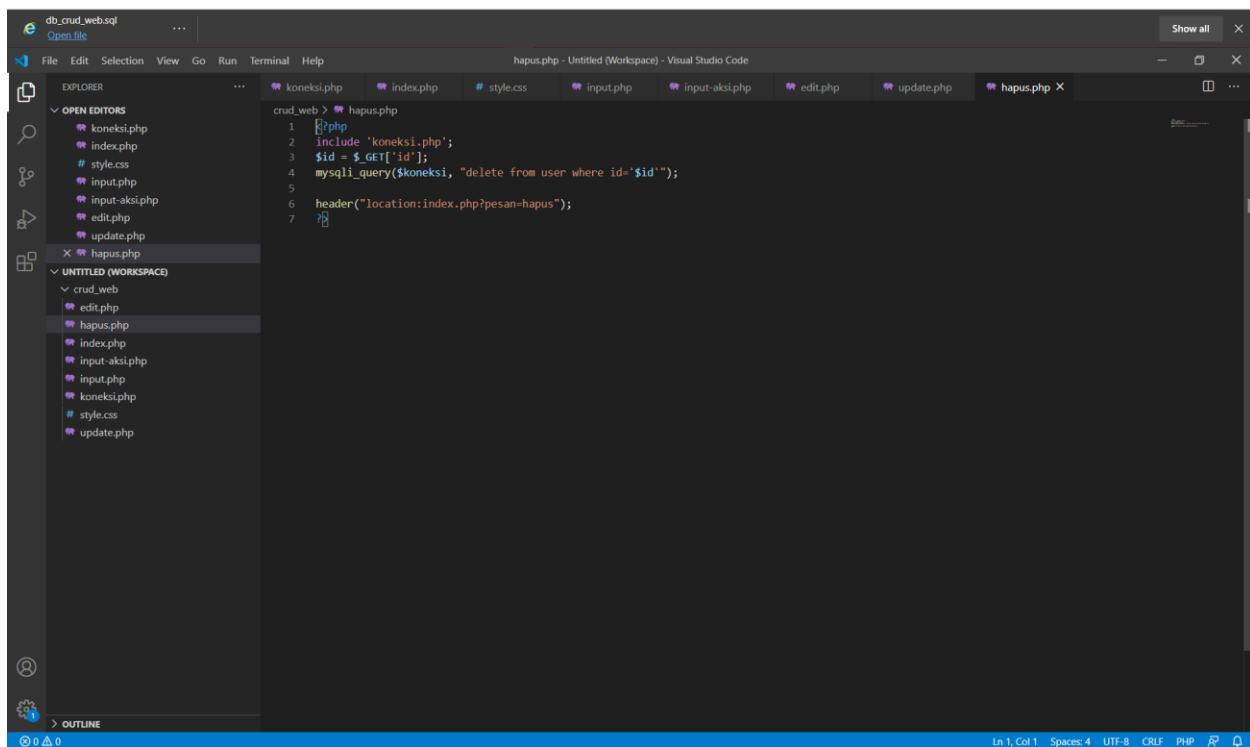 db_crud_web.sql
Open file
...
Show all
File Edit Selection View Go Run Terminal Help
hapus.php - Untitled (Workspace) - Visual Studio Code
EXPLORER
...
koneksi.php
index.php
# style.css
input.php
input-aksi.php
edit.php
update.php
hapus.php
OPEN EDITORS
koneksi.php
index.php
# style.css
input.php
input-aksi.php
edit.php
update.php
hapus.php
UNTITLED (WORKSPACE)
crud_web
edit.php
hapus.php
index.php
input-aksi.php
input.php
koneksi.php
# style.css
update.php
OUTLINE
crud_web > hapus.php
1 <?php
2 include 'koneksi.php';
3 $id = $_GET['id'];
4 mysqli_query($koneksi, "delete from user where id='$id'");
5
6 header("location:index.php?pesan=hapus");
7 ?>
1
0 0
Ln 1, Col 1 Spaces: 4 UTF-8 CRLF PHP